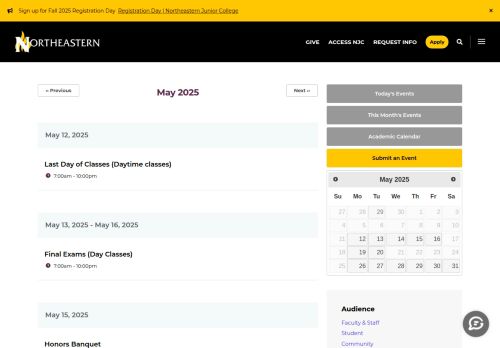 Sign up for Fall 2025 Registration Day  Registration Day | Northeastern Junior College
×
NORTHEASTERN
GIVE
ACCESS NJC
REQUEST INFO
Apply
‹‹ Previous
May 2025
Next ››
May 12, 2025
Last Day of Classes (Daytime classes)
7:00am - 10:00pm
May 13, 2025 - May 16, 2025
Final Exams (Day Classes)
7:00am - 10:00pm
May 15, 2025
Honors Banquet
Today's Events
This Month's Events
Academic Calendar
Submit an Event
May 2025
Su Mo Tu We Th Fr Sa
27 28 29 30 1 2 3
4 5 6 7 8 9 10
11 12 13 14 15 16 17
18 19 20 21 22 23 24
25 26 27 28 29 30 31
Audience
Faculty & Staff
Student
Community